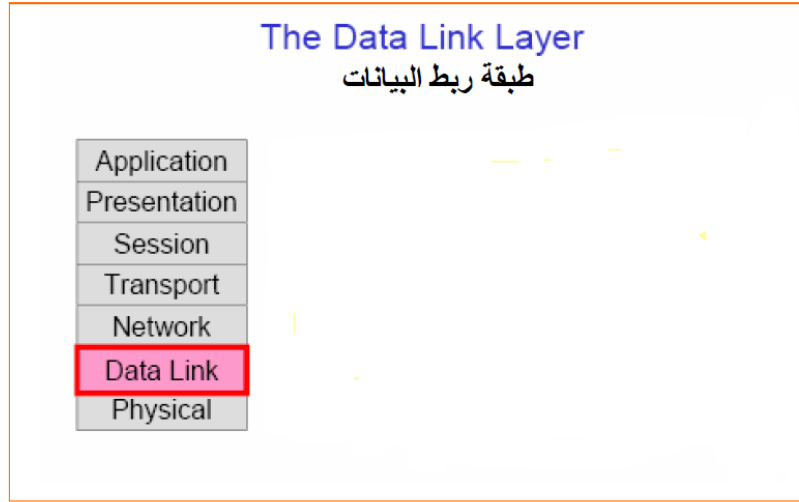 The Data Link Layer
طبقة ربط البيانات
Application
Presentation
Session
Transport
Network
Data Link
Physical